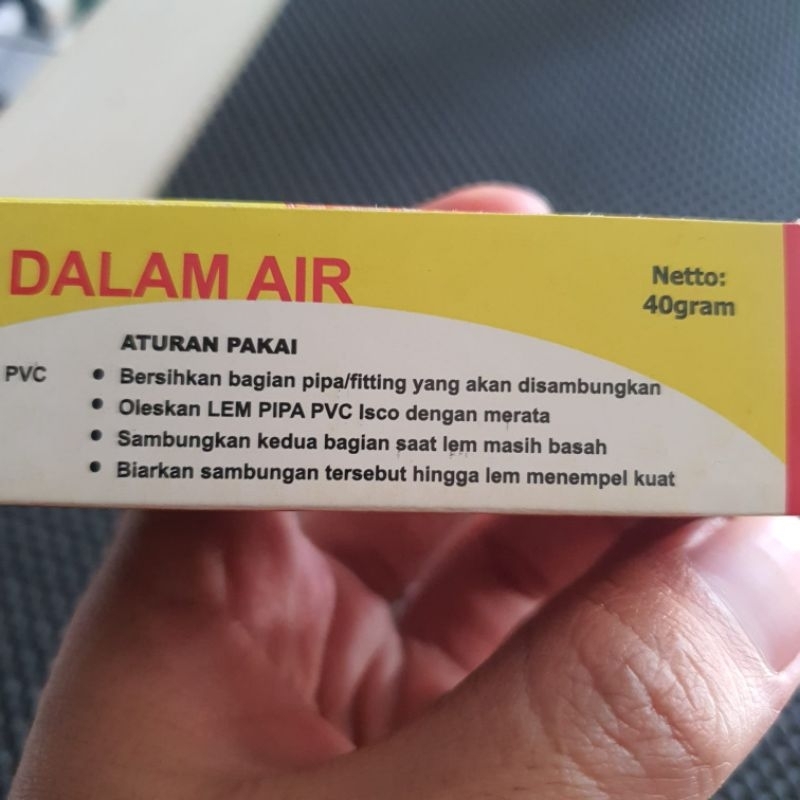 DALAM AIR
Netto:
40gram
ATURAN PAKAI
PVC
• Bersihkan bagian pipa/fitting yang akan disambungkan
• Oleskan LEM PIPA PVC Isco dengan merata
• Sambungkan kedua bagian saat lem masih basah
• Biarkan sambungan tersebut hingga lem menempel kuat